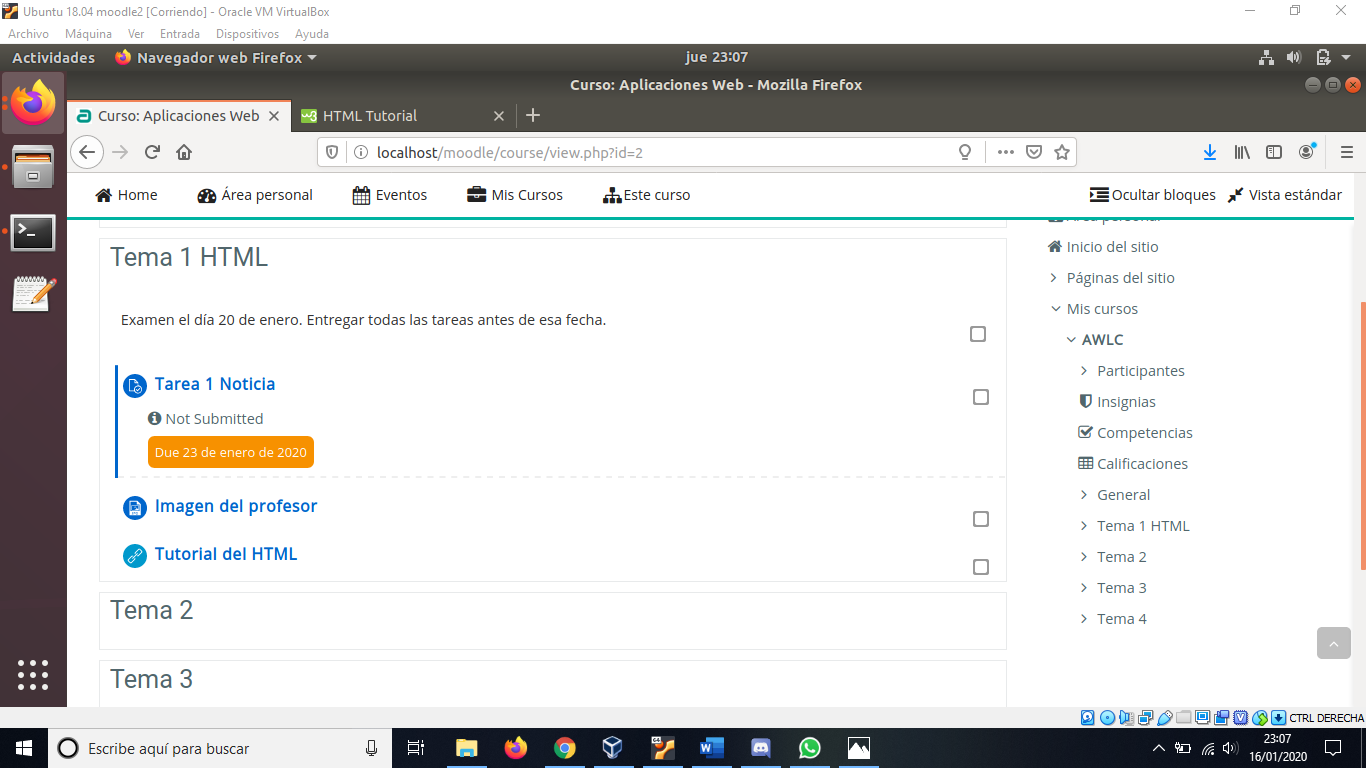 Ubuntu 18.04 moodle2 [Corriendo] - Oracle VM VirtualBox
Archivo Máquina Ver Entrada Dispositivos Ayuda
Actividades Navegador web Firefox jue 23:07
Curso: Aplicaciones Web - Mozilla Firefox
Curso: Aplicaciones Web HTML Tutorial
localhost/moodle/course/view.php?id=2
Home Área personal Eventos Mis Cursos Este curso Ocultar bloques Vista estándar
Tema 1 HTML
Examen el día 20 de enero. Entregar todas las tareas antes de esa fecha.
Tarea 1 Noticia
Not Submitted
Due 23 de enero de 2020
Imagen del profesor
Tutorial del HTML
Tema 2
Tema 3
Área personal
Inicio del sitio
Páginas del sitio
Mis cursos
AWLC
Participantes
Insignias
Competencias
Calificaciones
General
Tema 1 HTML
Tema 2
Tema 3
Tema 4
CTRL DERECHA
Escribe aquí para buscar
23:07
16/01/2020